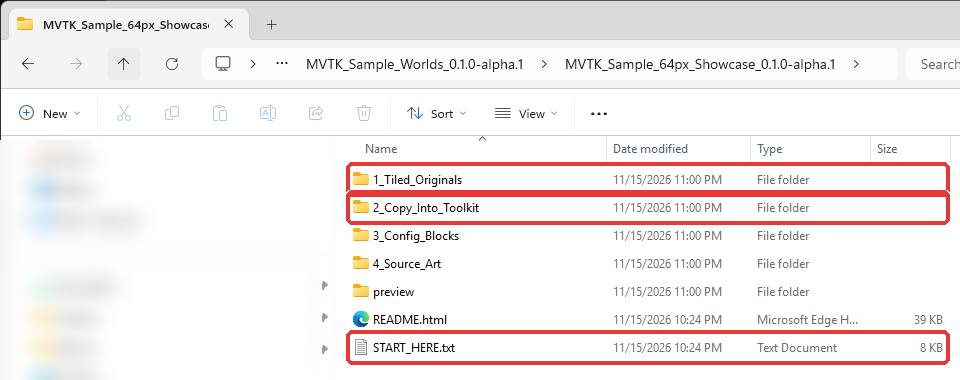 MVTK_Sample_64px_Showcase
MVTK_Sample_Worlds_0.1.0-alpha.1 MVTK_Sample_64px_Showcase_0.1.0-alpha.1 Search
New Sort View
Name Date modified Type Size
1_Tiled_Originals 11/15/2026 11:00 PM File folder
2_Copy_Into_Toolkit 11/15/2026 11:00 PM File folder
3_Config_Blocks 11/15/2026 11:00 PM File folder
4_Source_Art 11/15/2026 11:00 PM File folder
preview 11/15/2026 11:00 PM File folder
README.html 11/15/2026 10:24 PM Microsoft Edge H... 39 KB
START_HERE.txt 11/15/2026 10:24 PM Text Document 8 KB